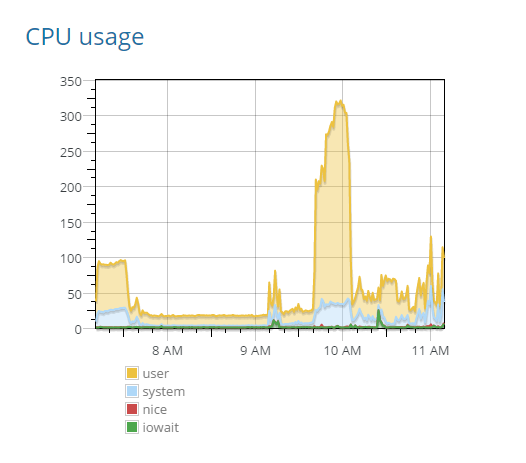 CPU usage
350
300
250
200
150
100
50
0
8 AM 9 AM 10 AM 11 AM
user
system
nice
iowait